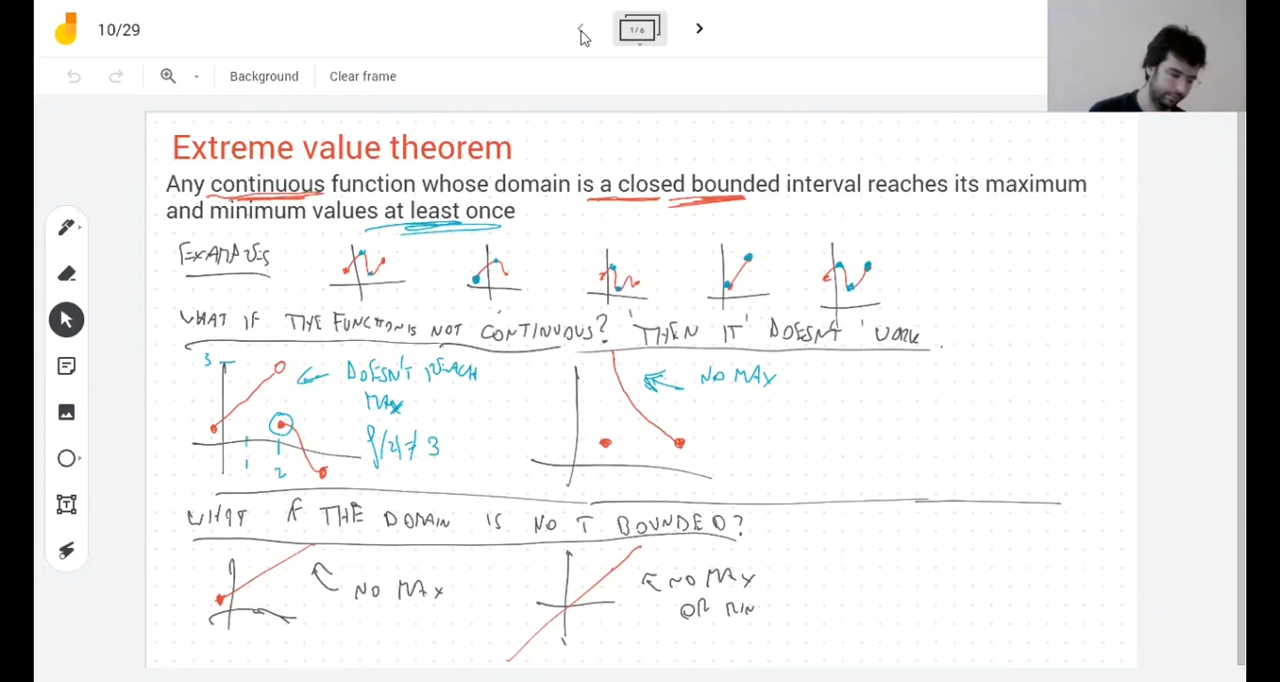 10/29
1/6
Background
Clear frame
Extreme value theorem
Any continuous function whose domain is a closed bounded interval reaches its maximum
and minimum values at least once
EXAMPLES
WHAT IF THE FUNCTION IS NOT CONTINUOUS? 'THEN IT' DOESN'T WORK
3
DOESN'T REACH
MAX
f(2) ≠ 3
1
2
NO MAX
WHAT IF THE DOMAIN IS NOT BOUNDED?
NO MAX
NO MAX
OR MIN